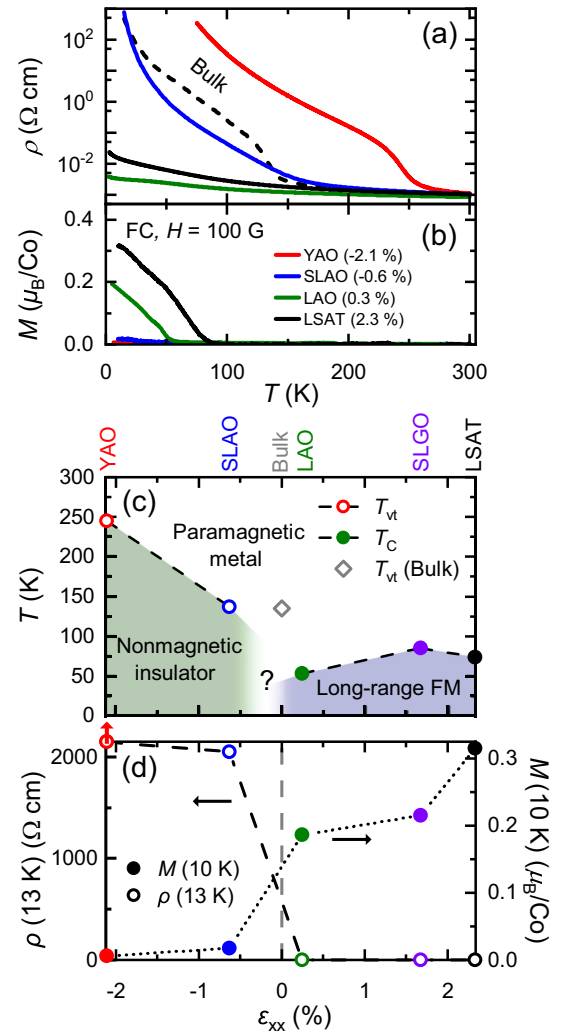 10²
10⁰
10⁻²
ρ (Ω cm)
(a)
Bulk
0.4
0.2
0.0
M (μB/Co)
FC, H = 100 G
(b)
YAO (-2.1 %)
SLAO (-0.6 %)
LAO (0.3 %)
LSAT (2.3 %)
0 100 200 300
T (K)
YAO SLAO Bulk LAO SLGO LSAT
300
250
200
150
100
50
0
T (K)
(c)
Paramagnetic
metal
Tvt
TC
Tvt (Bulk)
Nonmagnetic
insulator
?
Long-range FM
2000
1000
0
ρ (13 K) (Ω cm)
(d)
M (10 K)
ρ (13 K)
0.3
0.2
0.1
0.0
M (10 K) (μB/Co)
-2 -1 0 1 2
εxx (%)